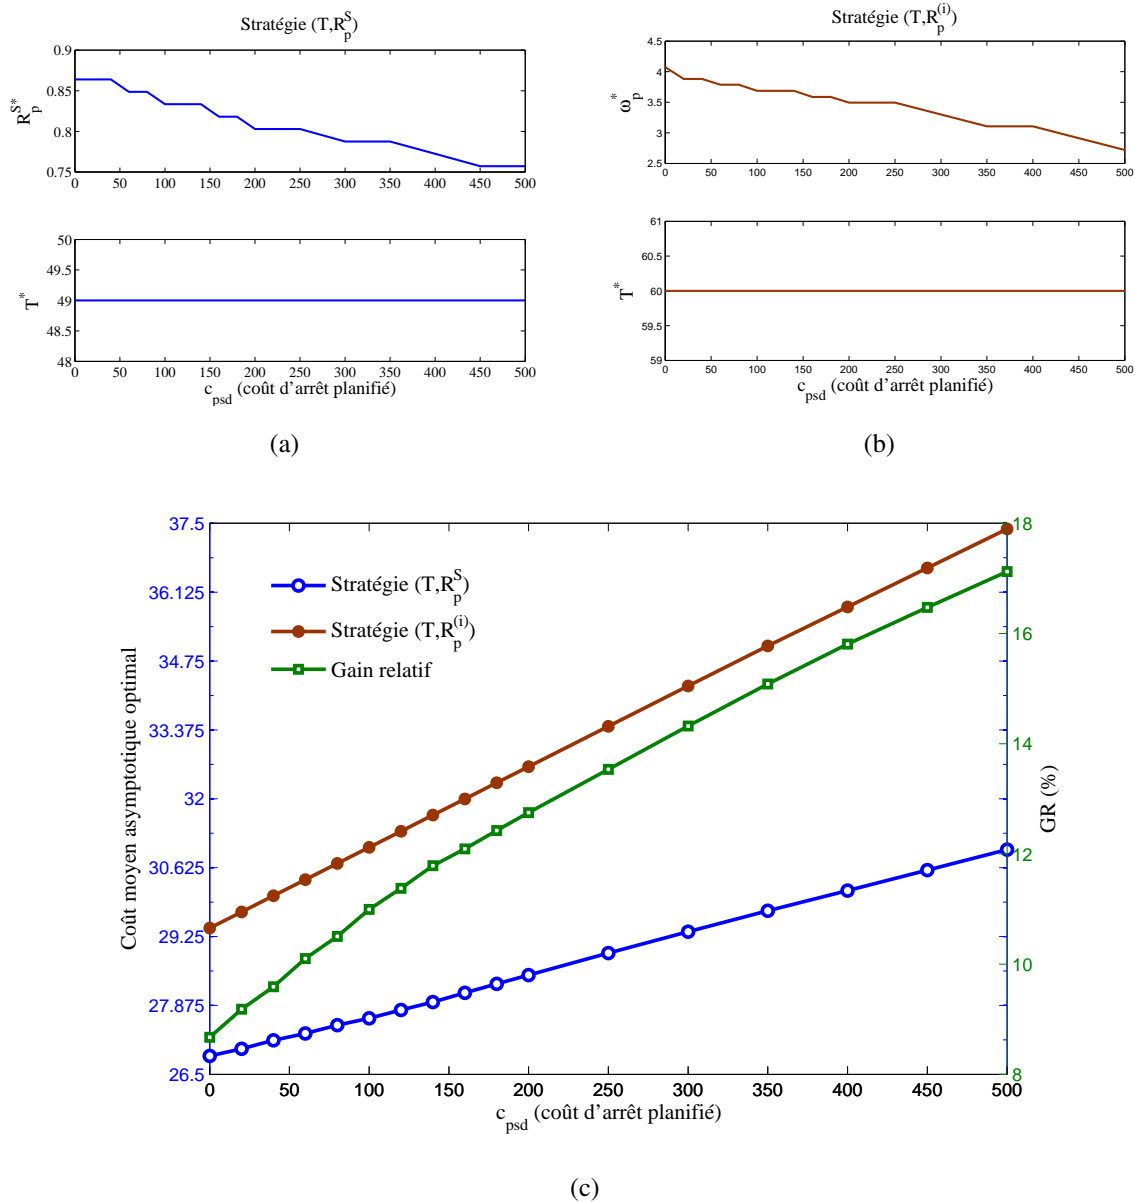 Stratégie (T,R_p^S)
0.9
0.85
0.8
0.75
R_p^S*
0 50 100 150 200 250 300 350 400 450 500
50
49.5
49
48.5
48
T*
0 50 100 150 200 250 300 350 400 450 500
c_psd (coût d'arrêt planifié)
(a)
Stratégie (T,R_p^(i))
4.5
4
3.5
3
2.5
ω_p^*
0 50 100 150 200 250 300 350 400 450 500
61
60.5
60
59.5
59
T*
0 50 100 150 200 250 300 350 400 450 500
c_psd (coût d'arrêt planifié)
(b)
37.5
36.125
34.75
33.375
32
30.625
29.25
27.875
26.5
Coût moyen asymptotique optimal
Stratégie (T,R_p^S)
Stratégie (T,R_p^(i))
Gain relatif
18
16
14
12
10
8
GR (%)
0 50 100 150 200 250 300 350 400 450 500
c_psd (coût d'arrêt planifié)
(c)